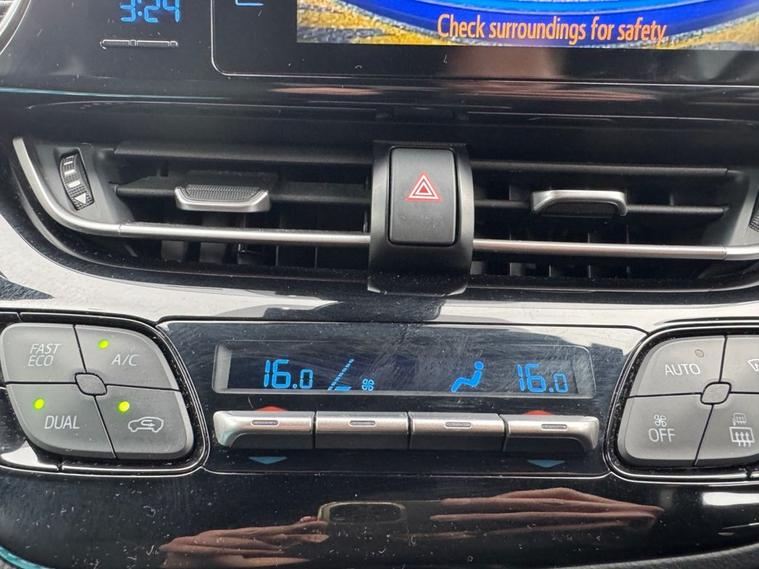 3:24
Check surroundings for safety
FAST
ECO
A/C
DUAL
16.0
16.0
AUTO
OFF